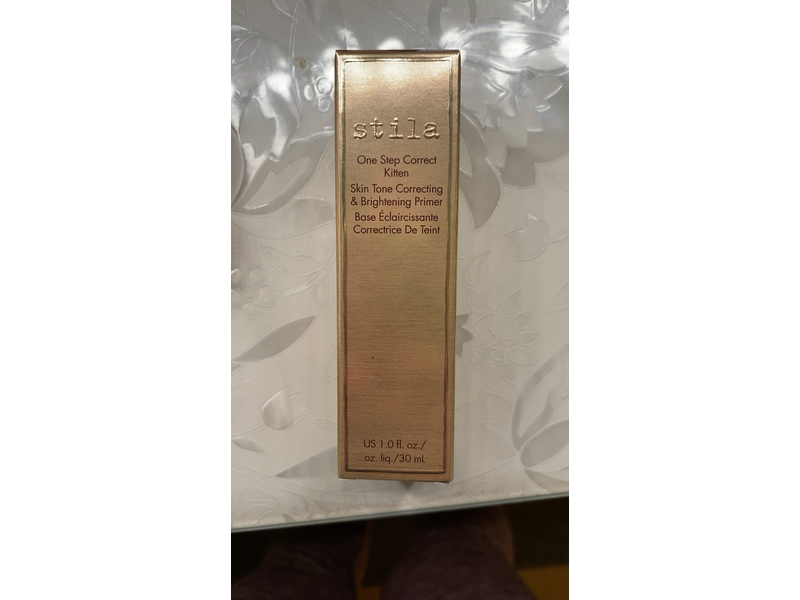 stila
One Step Correct
Kitten
Skin Tone Correcting
& Brightening Primer
Base Éclaircissante
Correctrice De Teint
US 1.0 fl. oz./
oz. liq./30 ml